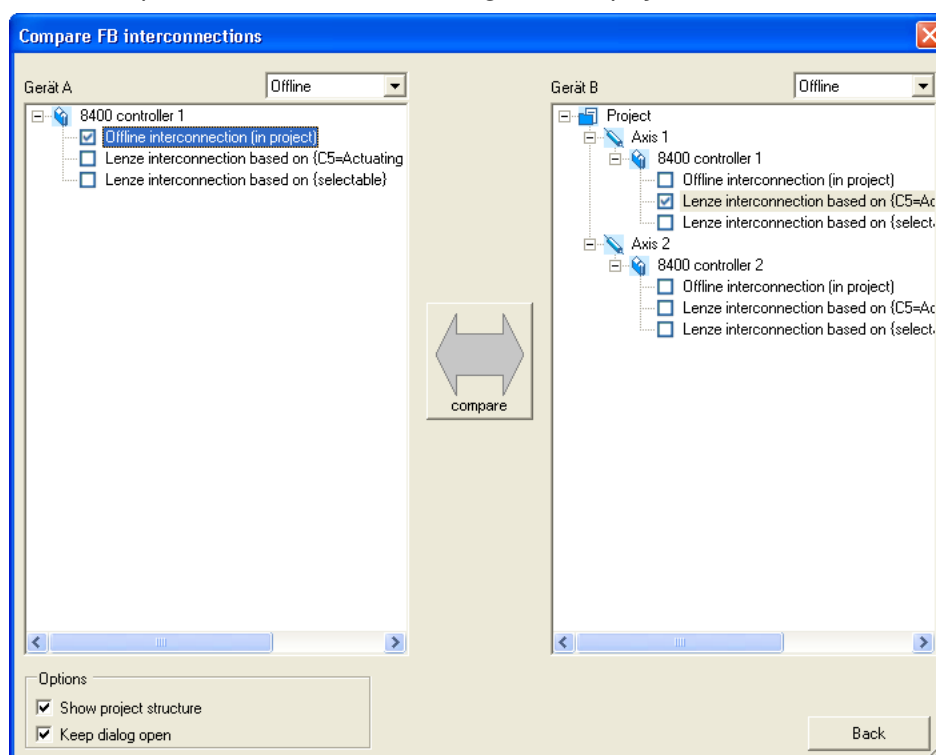 Compare FB interconnections
Gerät A
Offline
8400 controller 1
Offline interconnection (in project)
Lenze interconnection based on {C5=Actuating
Lenze interconnection based on {selectable}
compare
Gerät B
Offline
Project
Axis 1
8400 controller 1
Offline interconnection (in project)
Lenze interconnection based on {C5=Ac
Lenze interconnection based on {select
Axis 2
8400 controller 2
Offline interconnection (in project)
Lenze interconnection based on {C5=Ac
Lenze interconnection based on {select
Options
Show project structure
Keep dialog open
Back